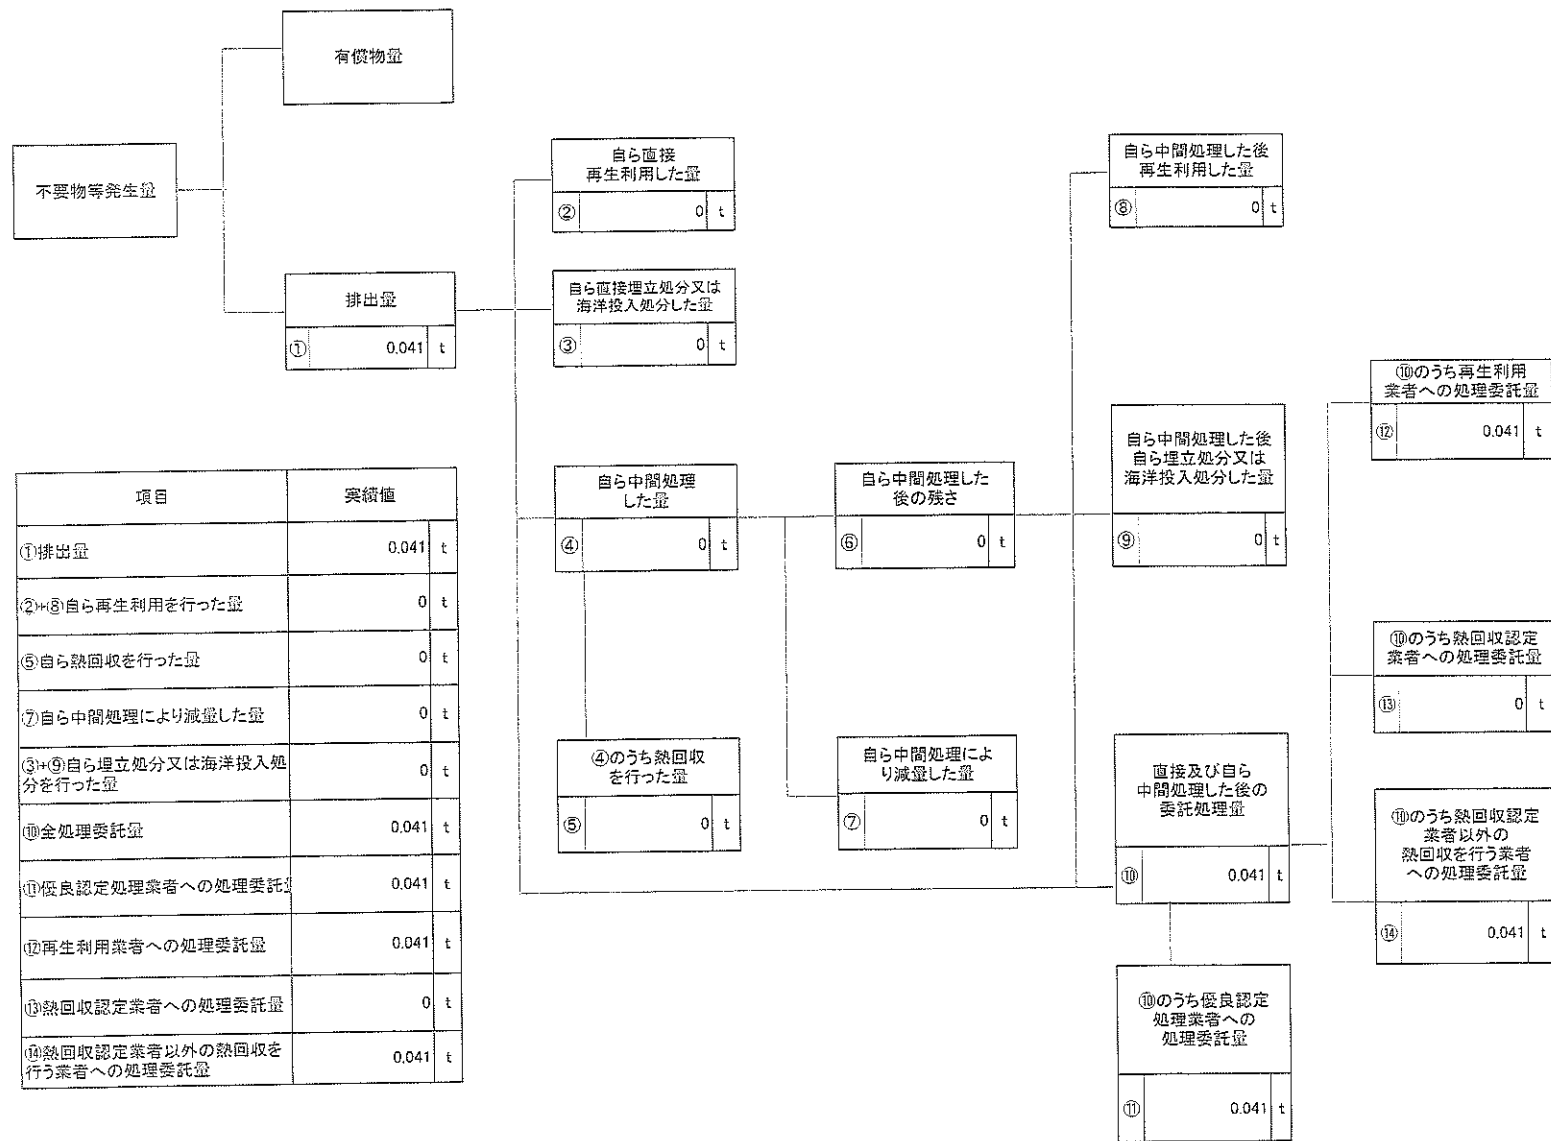 有償物量
不要物等発生量
排出量
① 0.041 t
自ら直接
再生利用した量
② 0 t
自ら直接埋立処分又は
海洋投入処分した量
③ 0 t
自ら中間処理
した量
④ 0 t
④のうち熱回収
を行った量
⑤ 0 t
自ら中間処理した
後の残さ
⑥ 0 t
自ら中間処理によ
り減量した量
⑦ 0 t
自ら中間処理した後
再生利用した量
⑧ 0 t
自ら中間処理した後
自ら埋立処分又は
海洋投入処分した量
⑨ 0 t
直接及び自ら
中間処理した後の
委託処理量
⑩ 0.041 t
⑩のうち優良認定
処理業者への
処理委託量
⑪ 0.041 t
⑩のうち再生利用
業者への処理委託量
⑫ 0.041 t
⑩のうち熱回収認定
業者への処理委託量
⑬ 0 t
⑩のうち熱回収認定
業者以外の
熱回収を行う業者
への処理委託量
⑭ 0.041 t
項目 実績値
①排出量 0.041 t
②+⑧自ら再生利用を行った量 0 t
⑤自ら熱回収を行った量 0 t
⑦自ら中間処理により減量した量 0 t
③+⑨自ら埋立処分又は海洋投入処
分を行った量 0 t
⑩全処理委託量 0.041 t
⑪優良認定処理業者への処理委託 0.041 t
⑫再生利用業者への処理委託量 0.041 t
⑬熱回収認定業者への処理委託量 0 t
⑭熱回収認定業者以外の熱回収を
行う業者への処理委託量 0.041 t